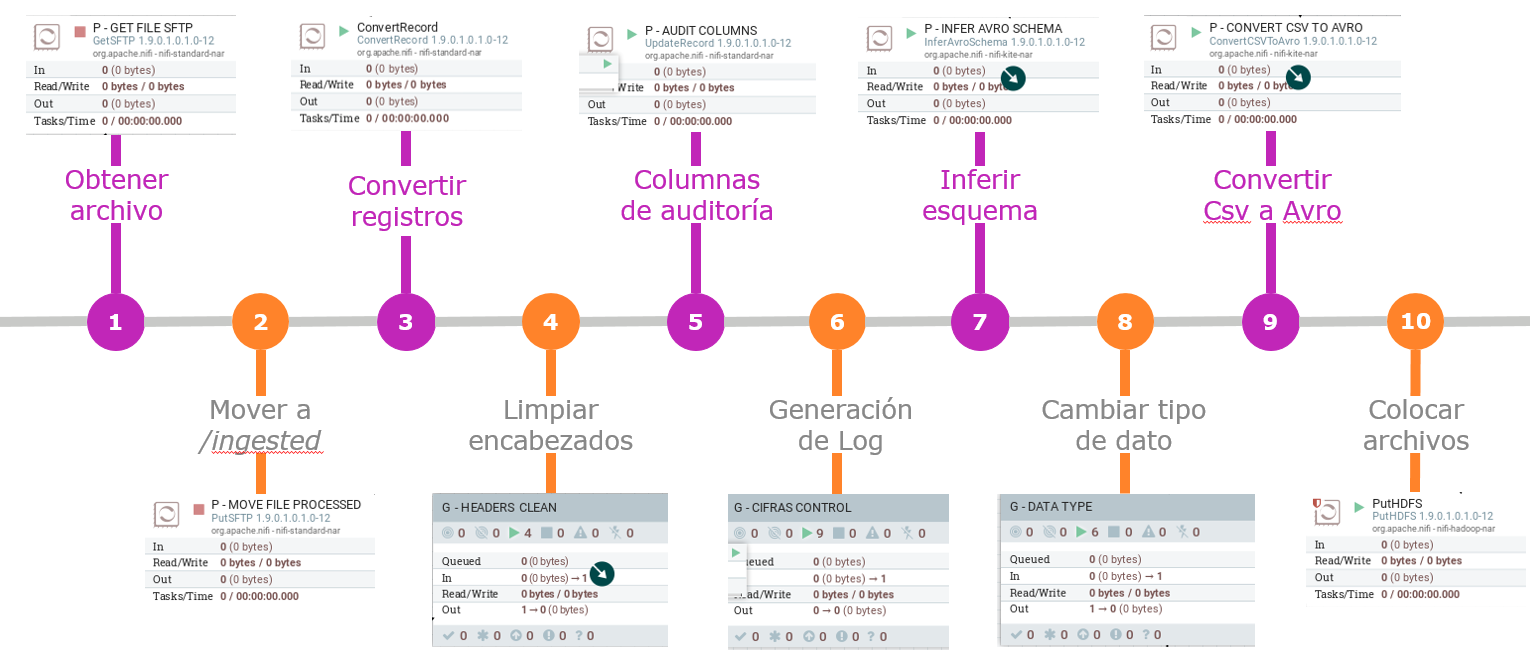 P - GET FILE SFTP
GetSFTP 1.9.0.1.0.1.0-12
org.apache.nifi - nifi-standard-nar
In 0 (0 bytes)
Read/Write 0 bytes / 0 bytes
Out 0 (0 bytes)
Tasks/Time 0 / 00:00:00.000
ConvertRecord
ConvertRecord 1.9.0.1.0.1.0-12
org.apache.nifi - nifi-standard-nar
In 0 (0 bytes)
Read/Write 0 bytes / 0 bytes
Out 0 (0 bytes)
Tasks/Time 0 / 00:00:00.000
P - AUDIT COLUMNS
UpdateRecord 1.9.0.1.0.1.0-12
org.apache.nifi - nifi-standard-nar
0 (0 bytes)
Write 0 bytes / 0 bytes
Out 0 (0 bytes)
Tasks/Time 0 / 00:00:00.000
P - INFER AVRO SCHEMA
InferAvroSchema 1.9.0.1.0.1.0-12
org.apache.nifi - nifi-kite-nar
In 0 (0 bytes)
Read/Write 0 bytes / 0 byte
Out 0 (0 bytes)
Tasks/Time 0 / 00:00:00.000
P - CONVERT CSV TO AVRO
ConvertCSVToAvro 1.9.0.1.0.1.0-12
org.apache.nifi - nifi-kite-nar
In 0 (0 bytes)
Read/Write 0 bytes / 0 byte
Out 0 (0 bytes)
Tasks/Time 0 / 00:00:00.000
Obtener
archivo
Convertir
registros
Columnas
de auditoría
Inferir
esquema
Convertir
Csv a Avro
1 2 3 4 5 6 7 8 9 10
Mover a
/ingested
Limpiar
encabezados
Generación
de Log
Cambiar tipo
de dato
Colocar
archivos
P - MOVE FILE PROCESSED
PutSFTP 1.9.0.1.0.1.0-12
org.apache.nifi - nifi-standard-nar
In 0 (0 bytes)
Read/Write 0 bytes / 0 bytes
Out 0 (0 bytes)
Tasks/Time 0 / 00:00:00.000
G - HEADERS CLEAN
0 0 4 0 0 0
Queued 0 (0 bytes)
In 0 (0 bytes) → 1
Read/Write 0 bytes / 0 bytes
Out 1 → 0 (0 bytes)
0 0 0 0 ? 0
G - CIFRAS CONTROL
0 0 9 0 0 0
ueued 0 (0 bytes)
0 (0 bytes) → 1
/Write 0 bytes / 0 bytes
Out 0 → 0 (0 bytes)
0 0 0 0 ? 0
G - DATA TYPE
0 0 6 0 0 0
Queued 0 (0 bytes)
In 0 (0 bytes) → 1
Read/Write 0 bytes / 0 bytes
Out 1 → 0 (0 bytes)
0 0 0 0 ? 0
PutHDFS
PutHDFS 1.9.0.1.0.1.0-12
org.apache.nifi - nifi-hadoop-nar
In 0 (0 bytes)
Read/Write 0 bytes / 0 bytes
Out 0 (0 bytes)
Tasks/Time 0 / 00:00:00.000